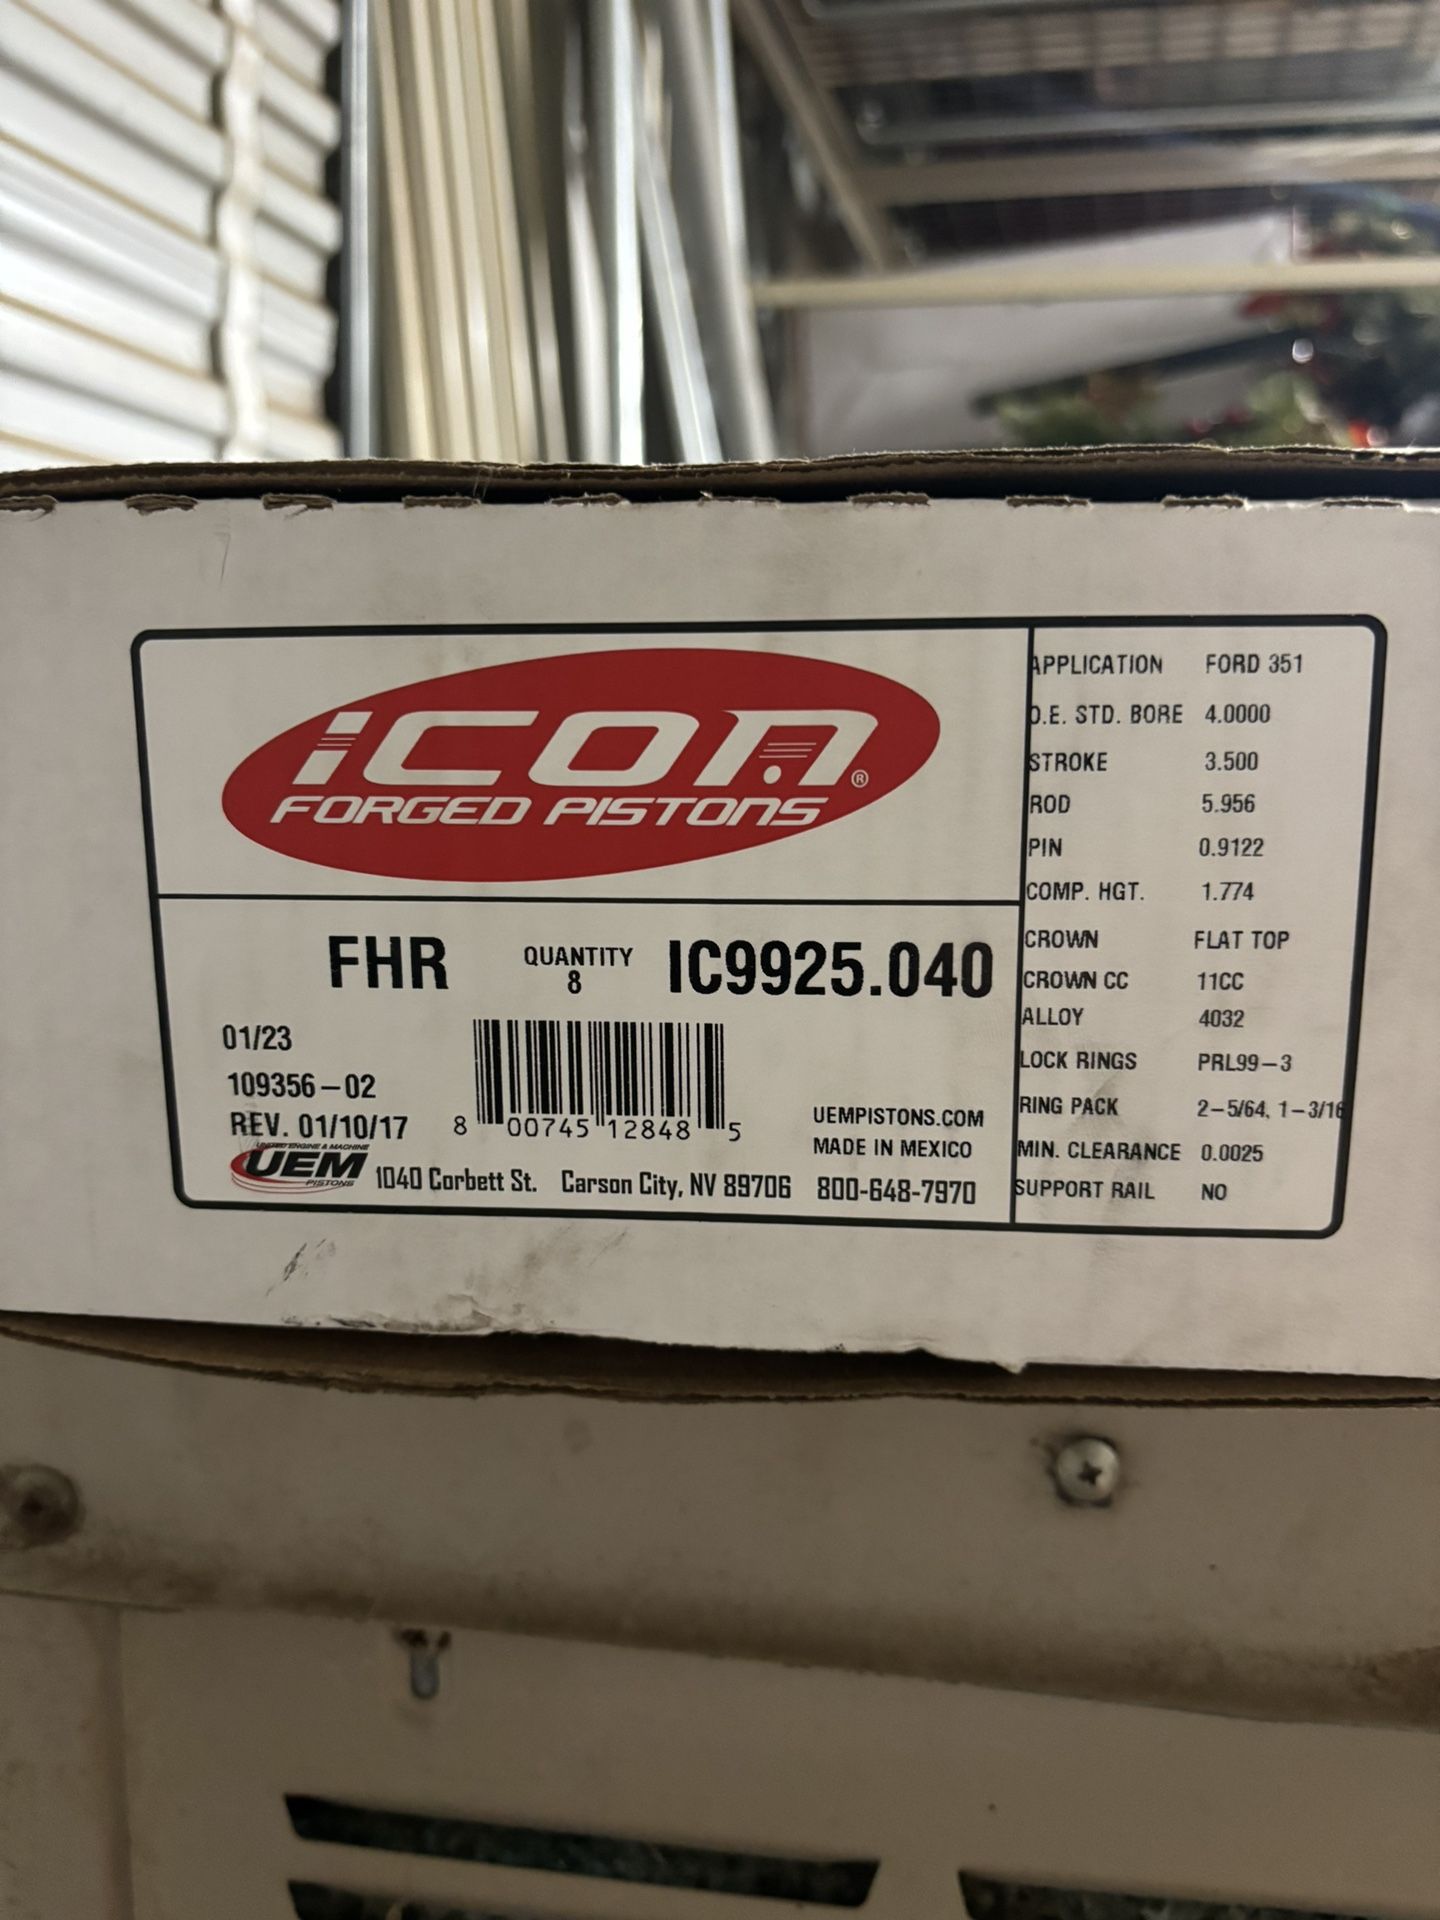 iCON®
FORGED PISTONS
FHR QUANTITY 8 IC9925.040
01/23
109356-02
REV. 01/10/17
8 00745 12848 5
UEMPISTONS.COM
MADE IN MEXICO
UNITED ENGINE & MACHINE
UEM
PISTONS
1040 Corbett St. Carson City, NV 89706 800-648-7970
APPLICATION FORD 351
O.E. STD. BORE 4.0000
STROKE 3.500
ROD 5.956
PIN 0.9122
COMP. HGT. 1.774
CROWN FLAT TOP
CROWN CC 11CC
ALLOY 4032
LOCK RINGS PRL99-3
RING PACK 2-5/64, 1-3/16
MIN. CLEARANCE 0.0025
SUPPORT RAIL NO